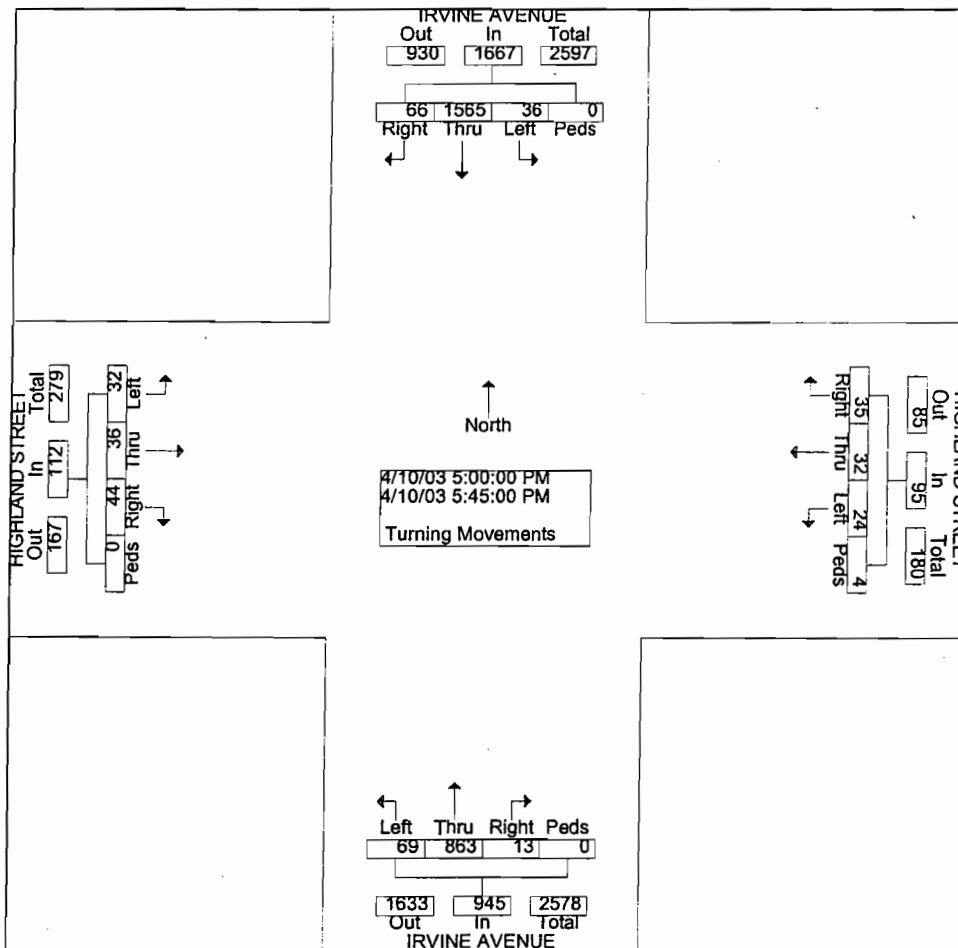 IRVINE AVENUE
Out In Total
930 1667 2597
66 1565 36 0
Right Thru Left Peds
HIGHLAND STREET
Out In Total
167 112 279
32 36 44 0
Left Thru Right Peds
North
4/10/03 5:00:00 PM
4/10/03 5:45:00 PM
Turning Movements
Right Thru Left Peds
35 32 24 4
85 95 180
Out In Total
STREET
Left Thru Right Peds
69 863 13 0
1633 945 2578
Out In Total
IRVINE AVENUE